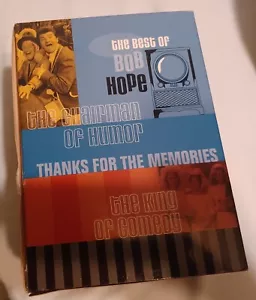 the BEST OF
BOB
HOPE
the CHAIRMAN
OF HUMOR
THANKS FOR THE MEMORIES
the KING
OF COMEDY